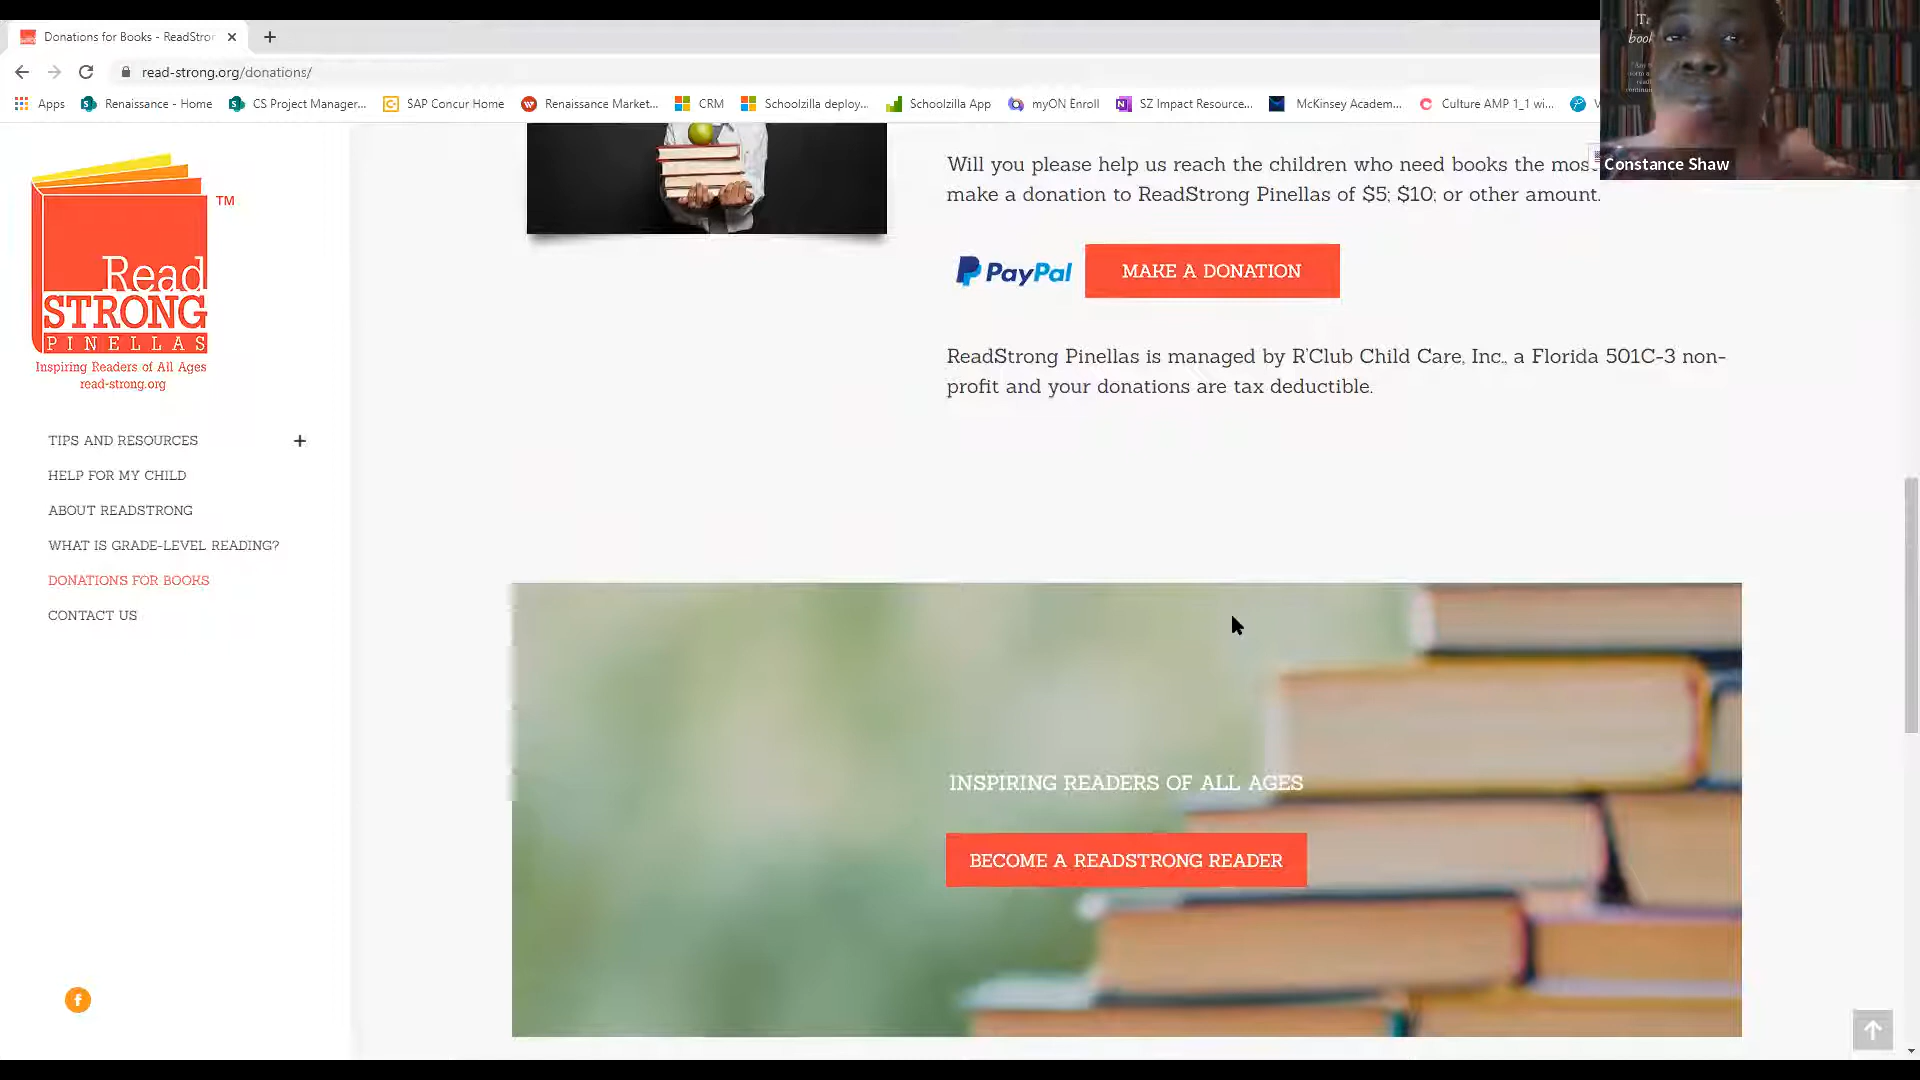 Donations for Books - ReadStron
read-strong.org/donations/
Apps
Renaissance - Home
CS Project Manager...
SAP Concur Home
Renaissance Market...
CRM
Schoolzilla deploy...
Schoolzilla App
myON Enroll
SZ Impact Resource...
McKinsey Academ...
Culture AMP 1_1 wi...
Constance Shaw
Read
STRONG
PINELLAS
TM
Inspiring Readers of All Ages
read-strong.org
TIPS AND RESOURCES
HELP FOR MY CHILD
ABOUT READSTRONG
WHAT IS GRADE-LEVEL READING?
DONATIONS FOR BOOKS
CONTACT US
f
Will you please help us reach the children who need books the mos
make a donation to ReadStrong Pinellas of $5; $10; or other amount.
PayPal
MAKE A DONATION
ReadStrong Pinellas is managed by R'Club Child Care, Inc., a Florida 501C-3 non-
profit and your donations are tax deductible.
INSPIRING READERS OF ALL AGES
BECOME A READSTRONG READER